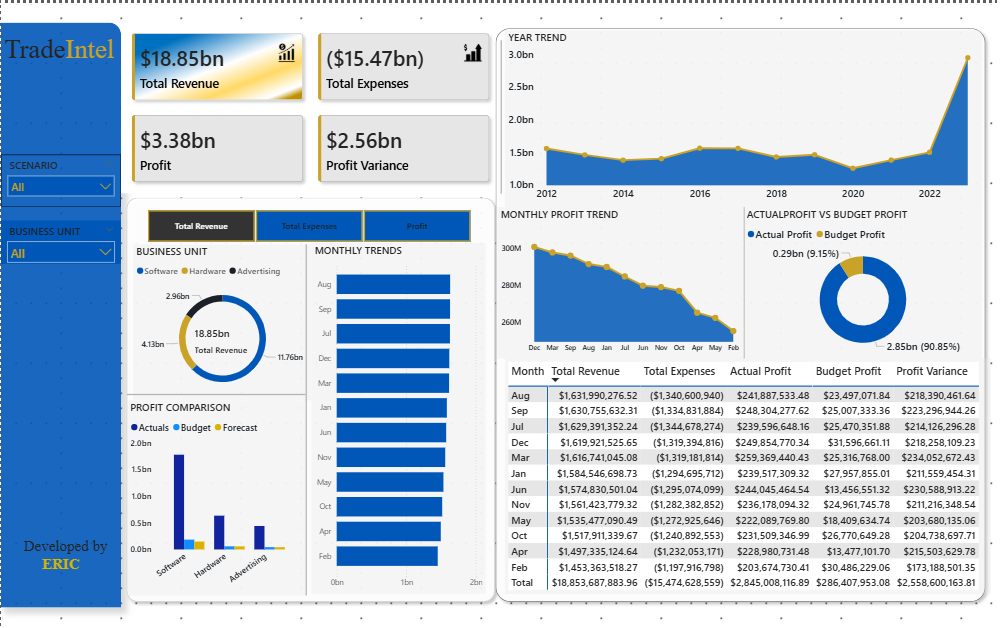 TradeIntel
SCENARIO
All
BUSINESS UNIT
All
Developed by
ERIC
$18.85bn
Total Revenue
($15.47bn)
Total Expenses
$3.38bn
Profit
$2.56bn
Profit Variance
Total Revenue Total Expenses Profit
BUSINESS UNIT
Software Hardware Advertising
2.96bn
4.13bn
18.85bn
Total Revenue
11.76bn
PROFIT COMPARISON
Actuals Budget Forecast
2.0bn
1.5bn
1.0bn
0.5bn
0.0bn
Software Hardware Advertising
MONTHLY TRENDS
Aug
Sep
Jul
Dec
Mar
Jan
Jun
Nov
May
Oct
Apr
Feb
0bn 1bn 2bn
YEAR TREND
3.0bn
2.5bn
2.0bn
1.5bn
1.0bn
2012 2014 2016 2018 2020 2022
MONTHLY PROFIT TREND
300M
280M
260M
Dec Mar Sep Aug Jan Jul Jun Nov Oct Apr May Feb
ACTUALPROFIT VS BUDGET PROFIT
Actual Profit Budget Profit
0.29bn (9.15%)
2.85bn (90.85%)
Month Total Revenue Total Expenses Actual Profit Budget Profit Profit Variance
Aug $1,631,990,276.52 ($1,340,600,940) $241,887,533.48 $23,497,071.84 $218,390,461.64
Sep $1,630,755,632.31 ($1,334,831,884) $248,304,277.62 $25,007,333.36 $223,296,944.26
Jul $1,629,391,352.24 ($1,344,678,274) $239,596,648.16 $25,470,351.88 $214,126,296.28
Dec $1,619,921,525.65 ($1,319,394,816) $249,854,770.34 $31,596,661.11 $218,258,109.23
Mar $1,616,741,045.08 ($1,319,181,814) $259,369,440.43 $25,316,768.00 $234,052,672.43
Jan $1,584,546,698.73 ($1,294,695,712) $239,517,309.32 $27,957,855.01 $211,559,454.31
Jun $1,574,830,501.04 ($1,295,074,099) $244,045,464.54 $13,456,551.32 $230,588,913.22
Nov $1,561,423,779.32 ($1,282,382,852) $236,178,094.32 $24,961,745.78 $211,216,348.54
May $1,535,477,090.49 ($1,272,925,646) $222,089,769.80 $18,409,634.74 $203,680,135.06
Oct $1,517,911,339.67 ($1,240,892,553) $231,509,346.99 $26,770,649.28 $204,738,697.71
Apr $1,497,335,124.64 ($1,232,053,171) $228,980,731.48 $13,477,101.70 $215,503,629.78
Feb $1,453,363,518.27 ($1,197,916,798) $203,674,730.41 $30,486,229.06 $173,188,501.35
Total $18,853,687,883.96 ($15,474,628,559) $2,845,008,116.89 $286,407,953.08 $2,558,600,163.81